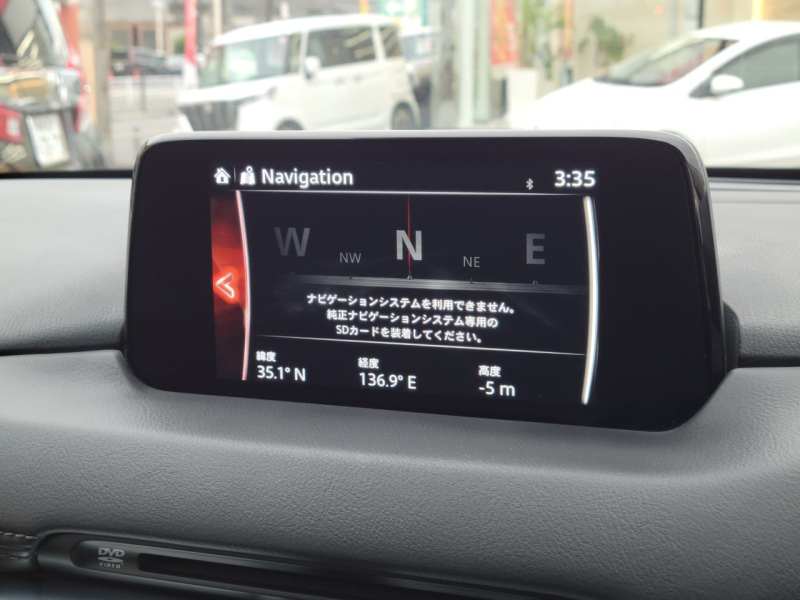 Navigation
3:35
W NW N NE E
ナビゲーションシステムを利用できません。
純正ナビゲーションシステム専用の
SDカードを装着してください。
緯度 経度 高度
35.1° N 136.9° E -5 m
DVD
VIDEO